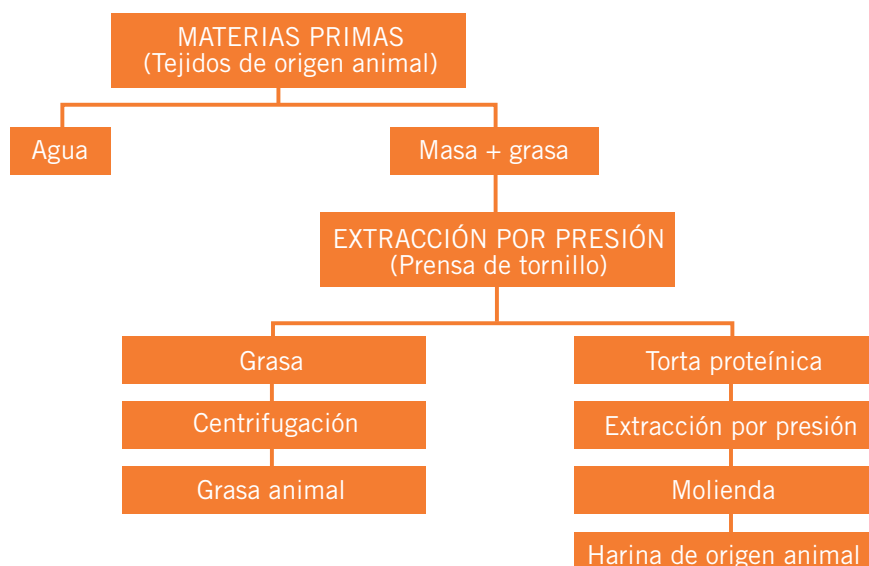 MATERIAS PRIMAS
(Tejidos de origen animal)
Agua
Masa + grasa
EXTRACCIÓN POR PRESIÓN
(Prensa de tornillo)
Grasa
Torta proteínica
Centrifugación
Extracción por presión
Grasa animal
Molienda
Harina de origen animal